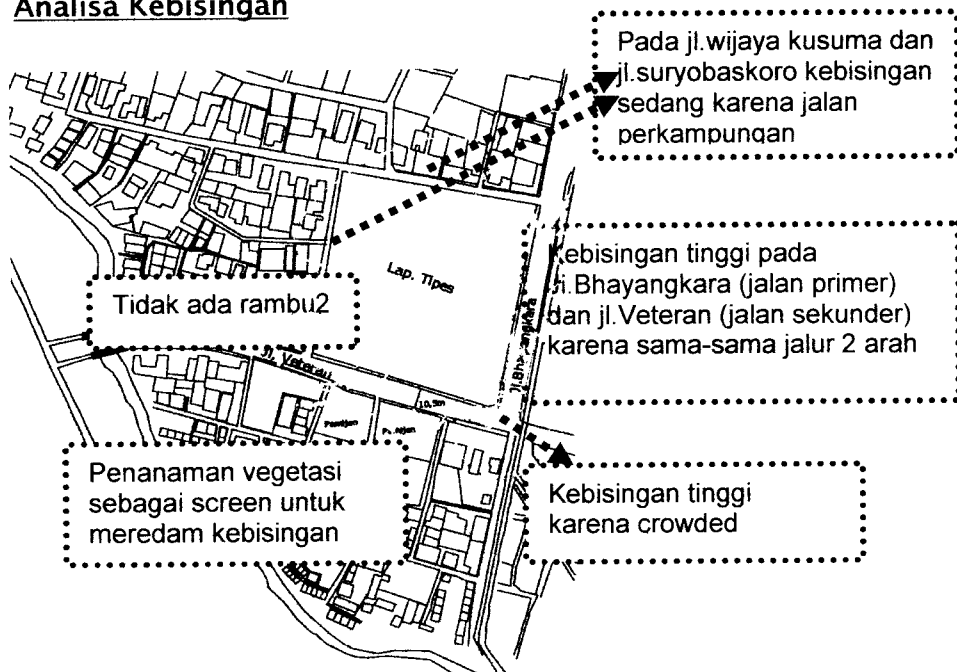 Analisa Kebisingan
Pada jl.wijaya kusuma dan
jl.suryobaskoro kebisingan
sedang karena jalan
perkampungan
Lap. Tipes
Kebisingan tinggi pada
jl.Bhayangkara (jalan primer)
dan jl.Veteran (jalan sekunder)
karena sama-sama jalur 2 arah
Tidak ada rambu2
Jl. Veteran
10,5m
Penanaman vegetasi
sebagai screen untuk
meredam kebisingan
Kebisingan tinggi
karena crowded